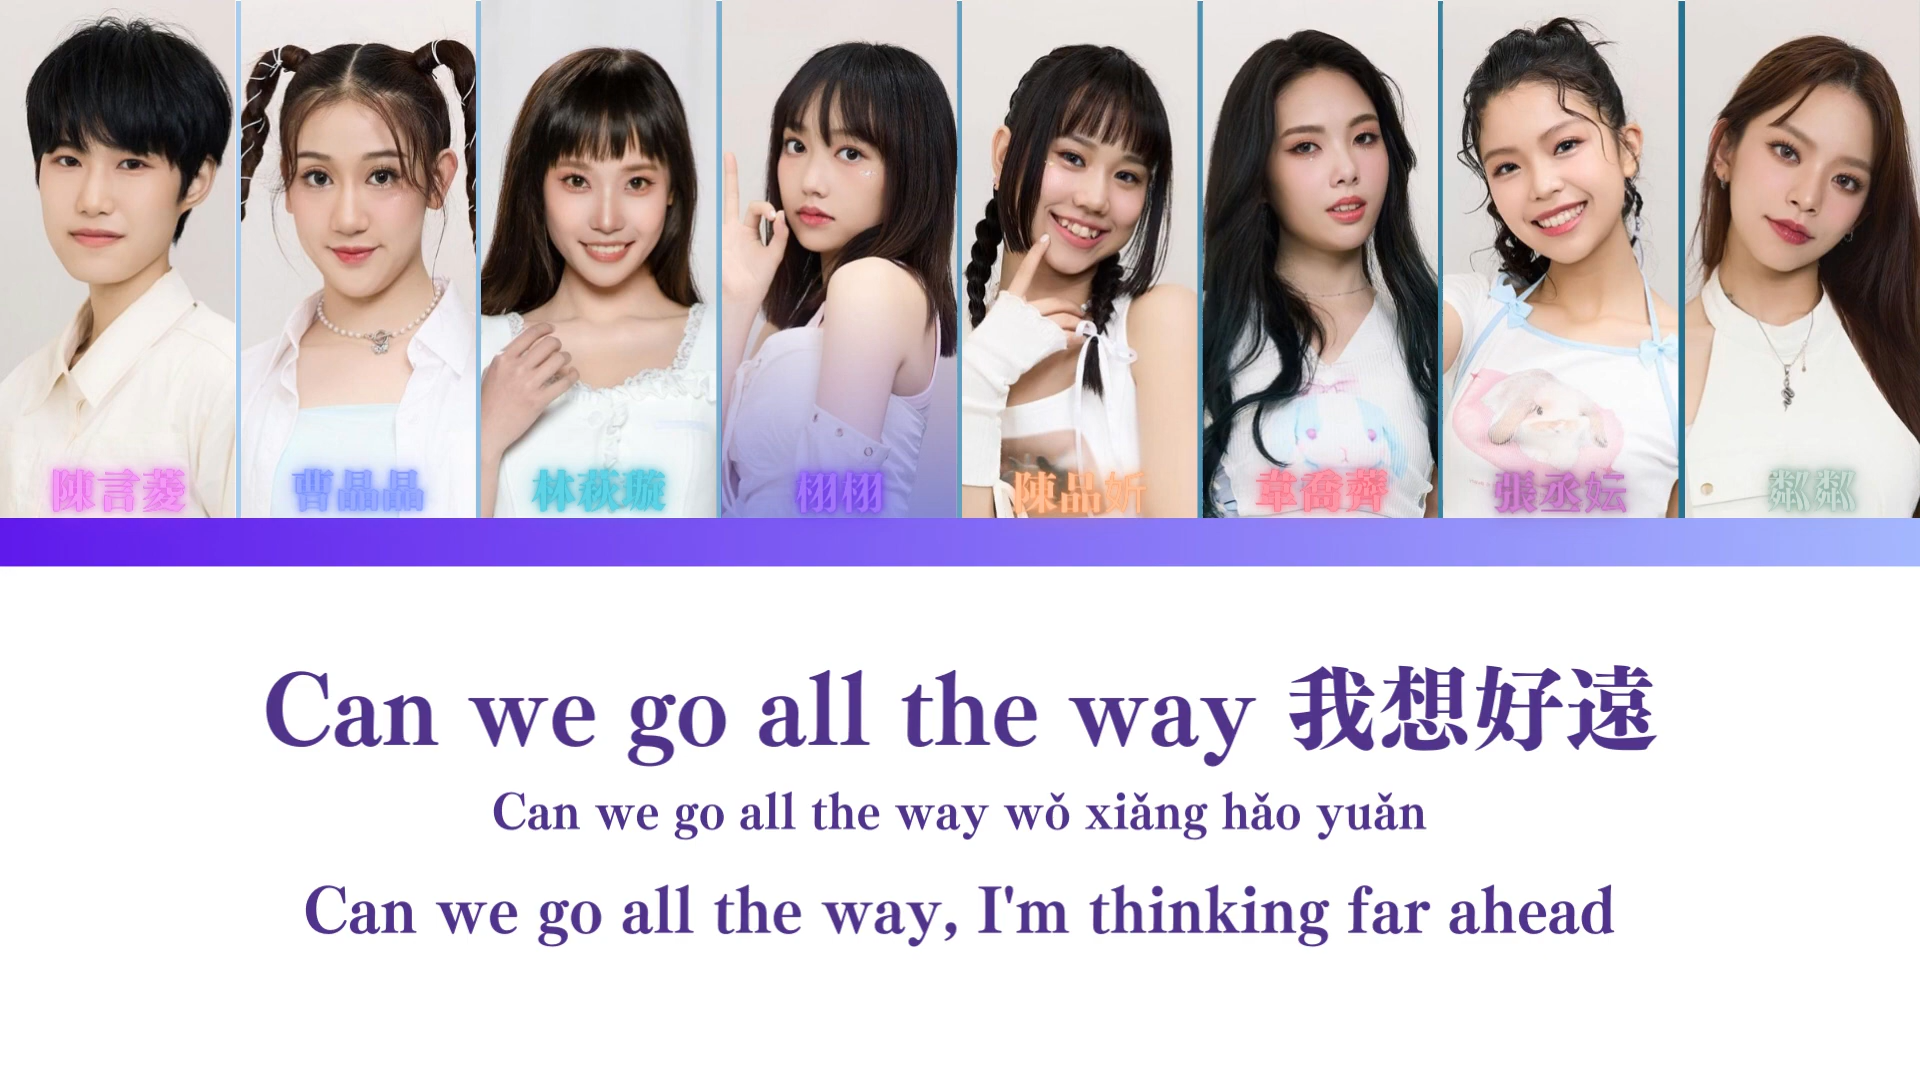 陳言菱
曹晶晶
林莯璇
栩栩
陳品妡
韋喬薺
張丞妘
粼粼
Can we go all the way 我想好遠
Can we go all the way wǒ xiǎng hǎo yuǎn
Can we go all the way, I'm thinking far ahead